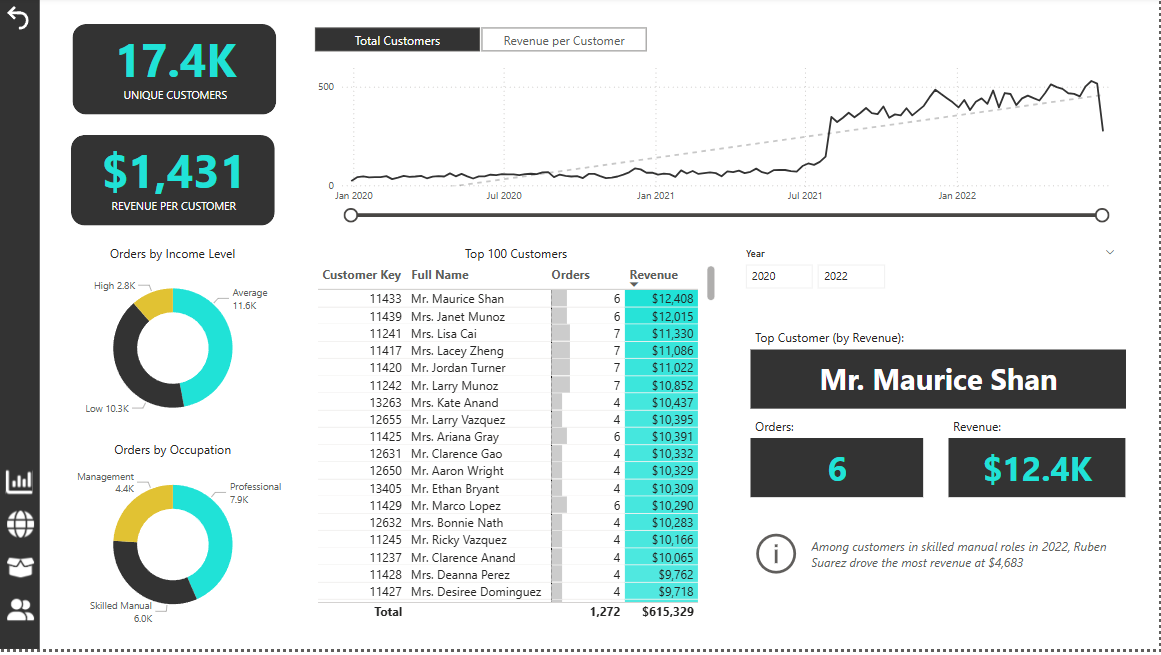 17.4K
UNIQUE CUSTOMERS
$1,431
REVENUE PER CUSTOMER
Total Customers
Revenue per Customer
500
0
Jan 2020
Jul 2020
Jan 2021
Jul 2021
Jan 2022
Orders by Income Level
High 2.8K
Average
11.6K
Low 10.3K
Orders by Occupation
Management
4.4K
Professional
7.9K
Skilled Manual
6.0K
Top 100 Customers
Customer Key Full Name Orders Revenue
11433 Mr. Maurice Shan 6 $12,408
11439 Mrs. Janet Munoz 6 $12,015
11241 Mrs. Lisa Cai 7 $11,330
11417 Mrs. Lacey Zheng 7 $11,086
11420 Mr. Jordan Turner 7 $11,022
11242 Mr. Larry Munoz 7 $10,852
13263 Mrs. Kate Anand 4 $10,437
12655 Mr. Larry Vazquez 4 $10,395
11425 Mrs. Ariana Gray 6 $10,391
12631 Mr. Clarence Gao 4 $10,332
12650 Mr. Aaron Wright 4 $10,329
13405 Mr. Ethan Bryant 4 $10,309
11429 Mr. Marco Lopez 6 $10,290
12632 Mrs. Bonnie Nath 4 $10,283
11245 Mr. Ricky Vazquez 4 $10,166
11237 Mr. Clarence Anand 4 $10,065
11428 Mrs. Deanna Perez 4 $9,762
11427 Mrs. Desiree Dominguez 4 $9,718
Total 1,272 $615,329
Year
2020
2022
Top Customer (by Revenue):
Mr. Maurice Shan
Orders:
6
Revenue:
$12.4K
Among customers in skilled manual roles in 2022, Ruben
Suarez drove the most revenue at $4,683